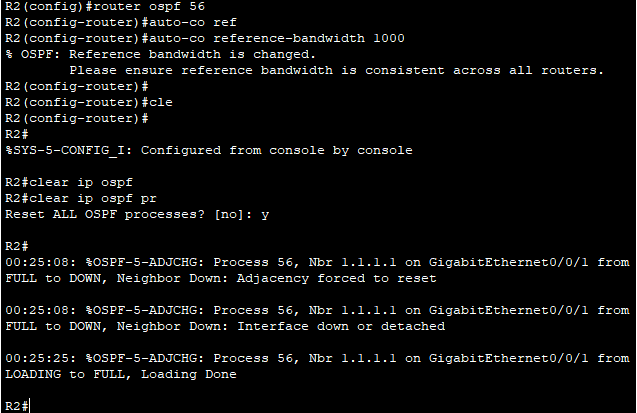 R2(config)#router ospf 56
R2(config-router)#auto-co ref
R2(config-router)#auto-co reference-bandwidth 1000
% OSPF: Reference bandwidth is changed.
Please ensure reference bandwidth is consistent across all routers.
R2(config-router)#
R2(config-router)#cle
R2(config-router)#
R2#
%SYS-5-CONFIG_I: Configured from console by console
R2#clear ip ospf
R2#clear ip ospf pr
Reset ALL OSPF processes? [no]: y
R2#
00:25:08: %OSPF-5-ADJCHG: Process 56, Nbr 1.1.1.1 on GigabitEthernet0/0/1 from
FULL to DOWN, Neighbor Down: Adjacency forced to reset
00:25:08: %OSPF-5-ADJCHG: Process 56, Nbr 1.1.1.1 on GigabitEthernet0/0/1 from
FULL to DOWN, Neighbor Down: Interface down or detached
00:25:25: %OSPF-5-ADJCHG: Process 56, Nbr 1.1.1.1 on GigabitEthernet0/0/1 from
LOADING to FULL, Loading Done
R2#